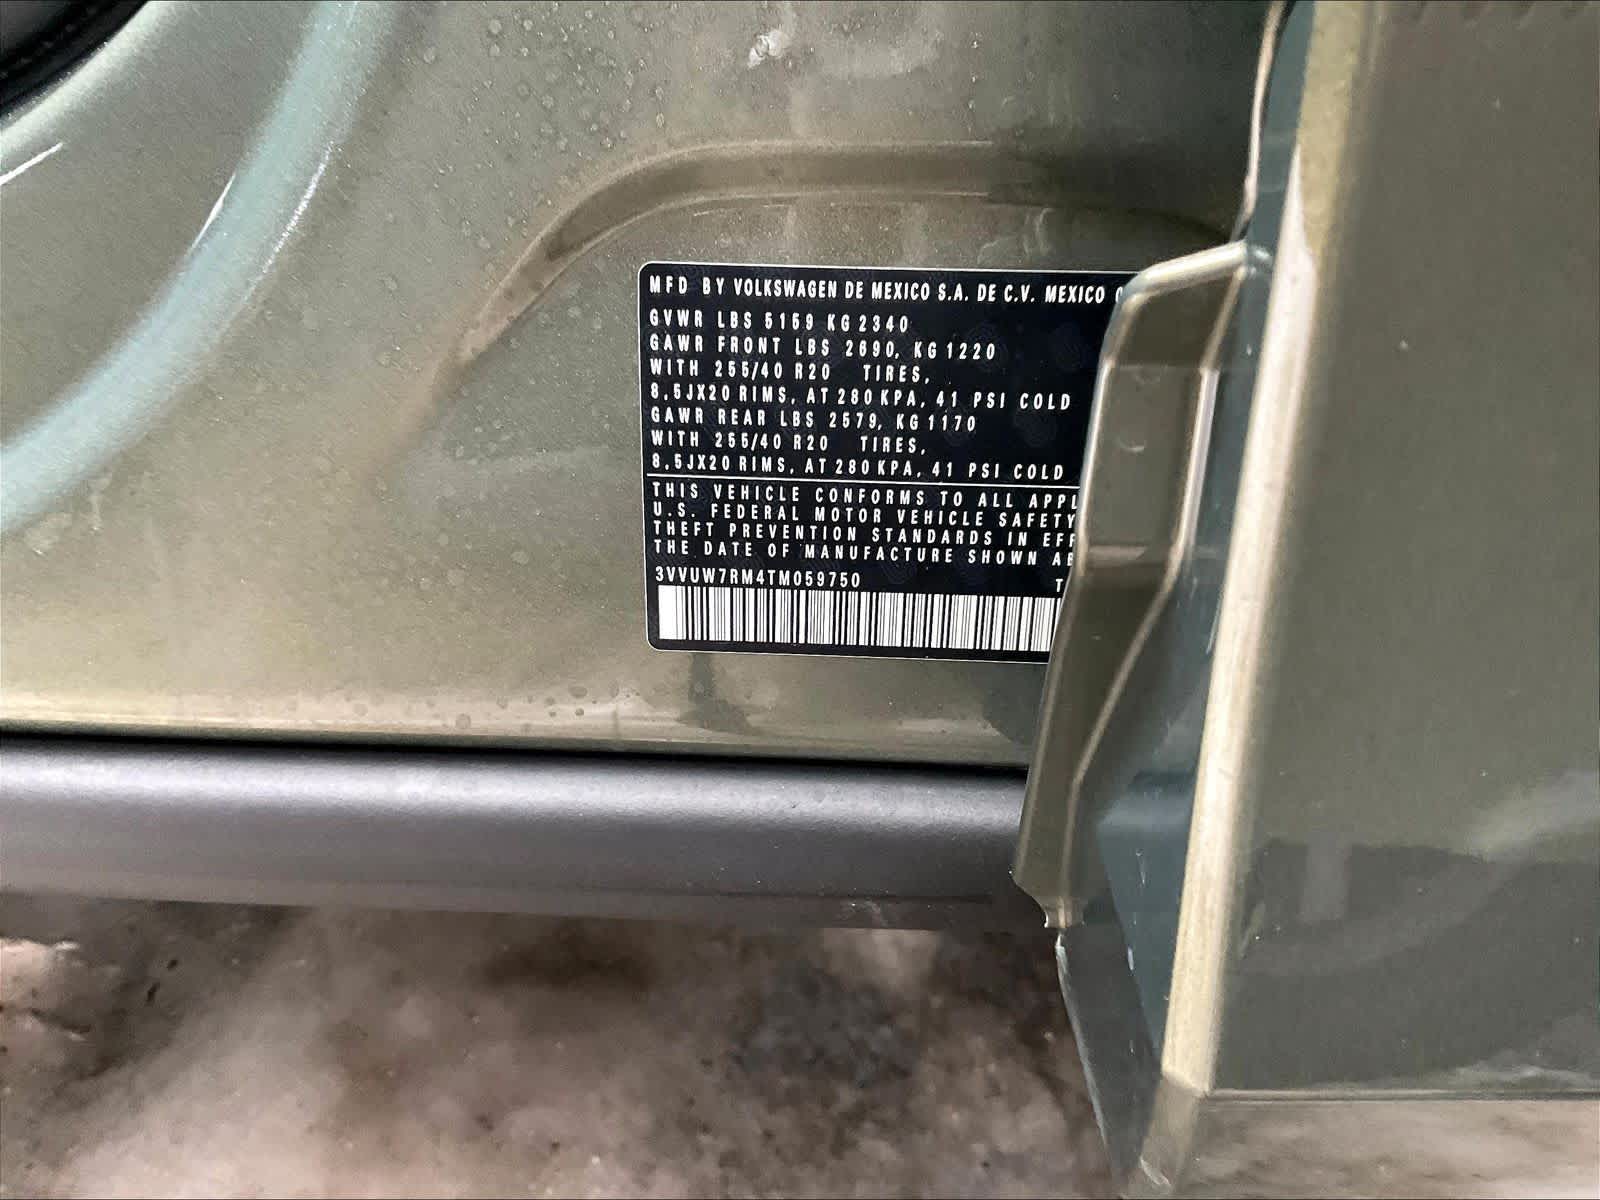 MFD BY VOLKSWAGEN DE MEXICO S.A. DE C.V. MEXICO
GVWR LBS 5159 KG 2340
GAWR FRONT LBS 2690, KG 1220
WITH 255/40 R20 TIRES,
8,5JX20 RIMS, AT 280 KPA, 41 PSI COLD
GAWR REAR LBS 2579, KG 1170
WITH 255/40 R20 TIRES,
8,5JX20 RIMS, AT 280 KPA, 41 PSI COLD
THIS VEHICLE CONFORMS TO ALL APPL
U.S. FEDERAL MOTOR VEHICLE SAFETY
THEFT PREVENTION STANDARDS IN EFF
THE DATE OF MANUFACTURE SHOWN AB
3VVUW7RM4TM059750 T